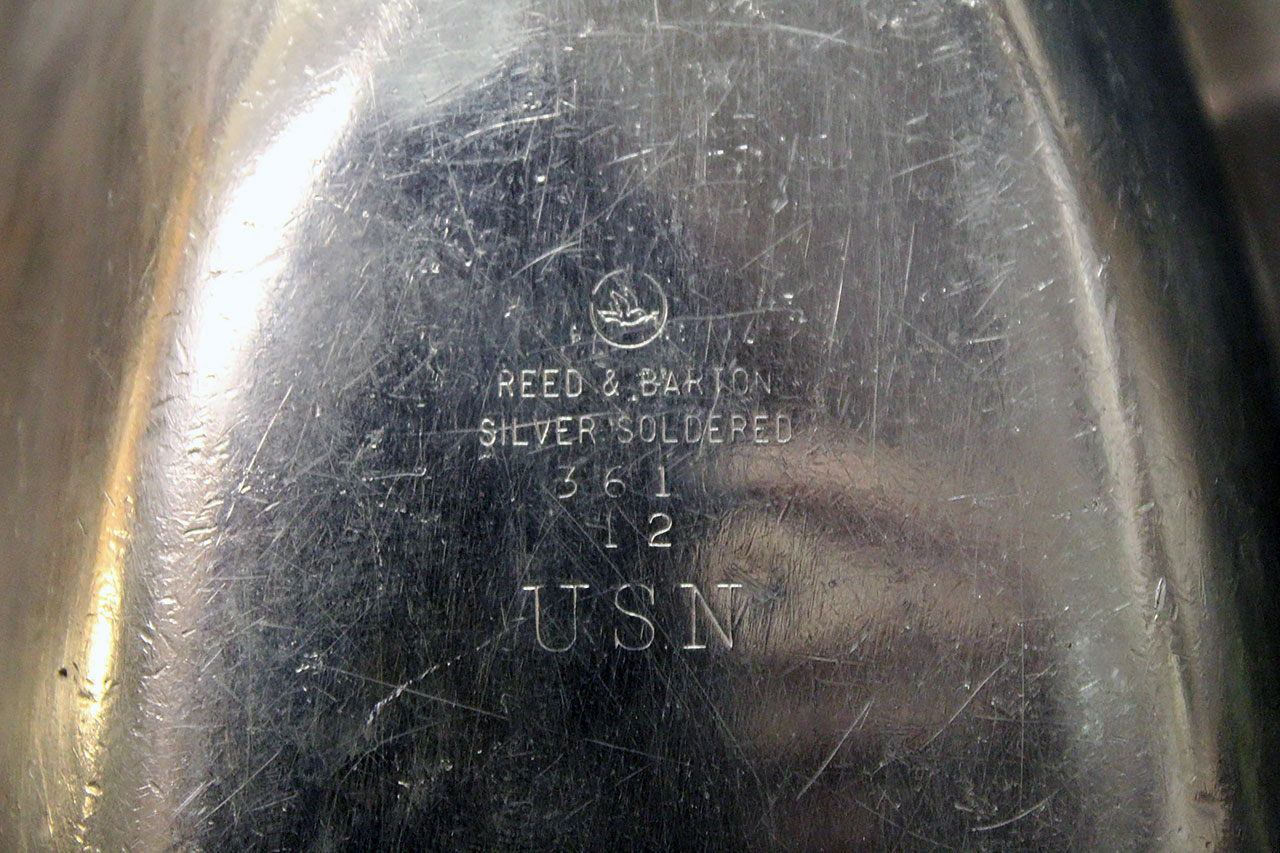 REED & BARTON
SILVER SOLDERED
361
12
USN